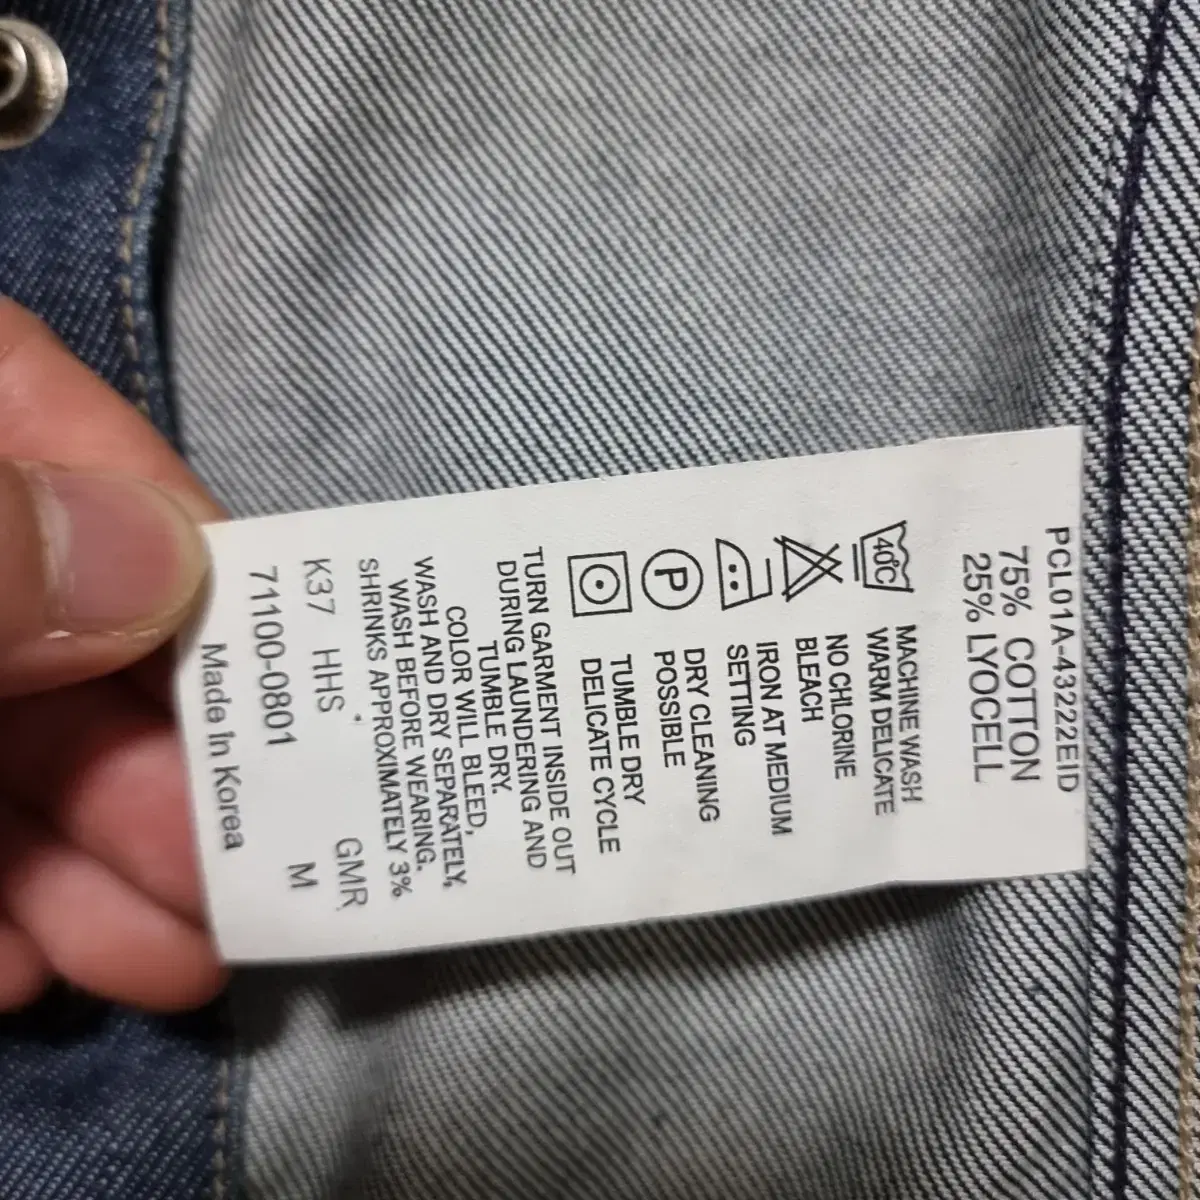 PCL01A-43222EID
75% COTTON
25% LYOCELL
40°C
MACHINE WASH
WARM DELICATE
NO CHLORINE
BLEACH
IRON AT MEDIUM
SETTING
P
DRY CLEANING
POSSIBLE
TUMBLE DRY
DELICATE CYCLE
TURN GARMENT INSIDE OUT
DURING LAUNDERING AND
TUMBLE DRY.
COLOR WILL BLEED,
WASH AND DRY SEPARATELY,
WASH BEFORE WEARING.
SHRINKS APPROXIMATELY 3%
K37 HHS GMR
71100-0801 M
Made in Korea